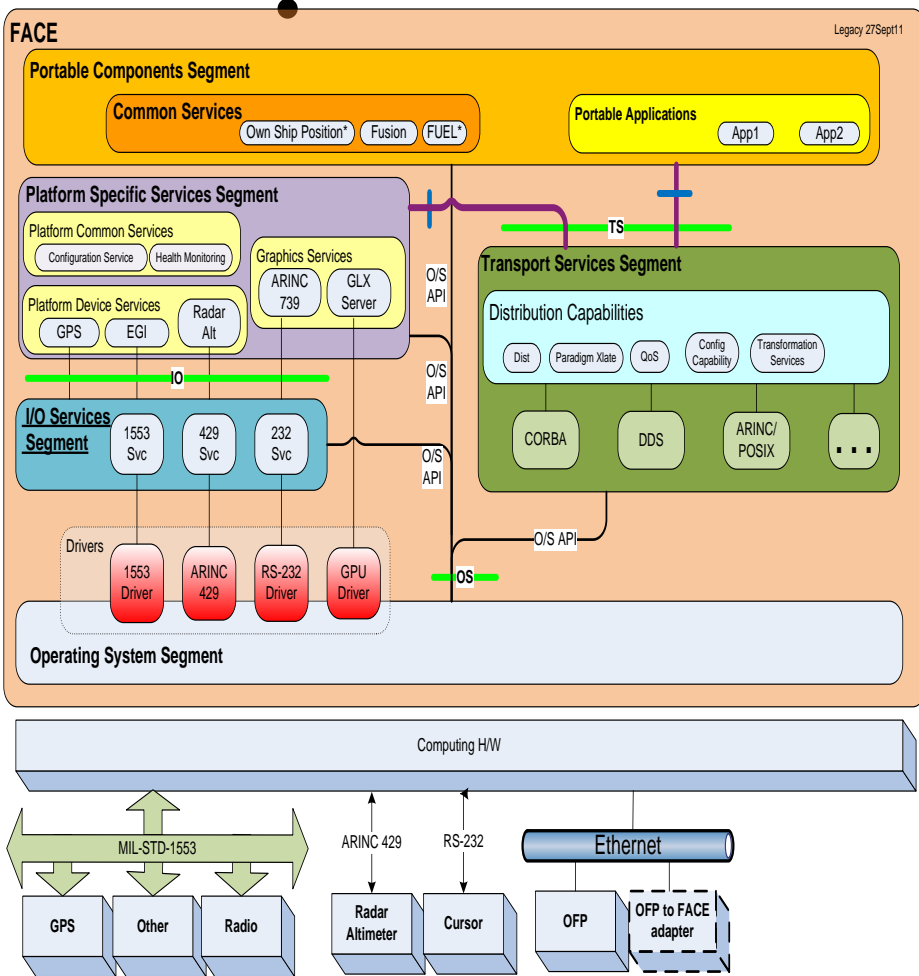 FACE
Legacy 27Sept11
Portable Components Segment
Common Services
Own Ship Position*
Fusion
FUEL*
Portable Applications
App1
App2
Platform Specific Services Segment
Platform Common Services
Configuration Service
Health Monitoring
Graphics Services
ARINC
739
GLX
Server
Platform Device Services
GPS
EGI
Radar
Alt
O/S
API
O/S
API
O/S
API
TS
Transport Services Segment
Distribution Capabilities
Dist
Paradigm Xlate
QoS
Config
Capability
Transformation
Services
CORBA
DDS
ARINC/
POSIX
. . .
IO
I/O Services
Segment
1553
Svc
429
Svc
232
Svc
O/S API
Drivers
1553
Driver
ARINC
429
RS-232
Driver
GPU
Driver
OS
Operating System Segment
Computing H/W
MIL-STD-1553
ARINC 429
RS-232
Ethernet
GPS
Other
Radio
Radar
Altimeter
Cursor
OFP
OFP to FACE
adapter